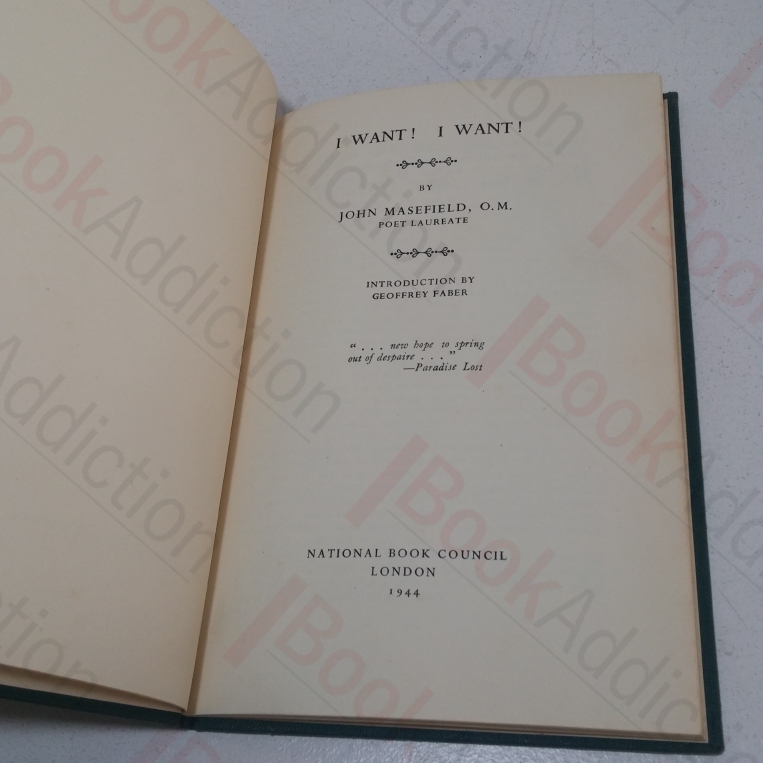 I WANT! I WANT!
BY
JOHN MASEFIELD, O.M.
POET LAUREATE
INTRODUCTION BY
GEOFFREY FABER
“ . . . new hope to spring
out of despaire . . . ”
—Paradise Lost
NATIONAL BOOK COUNCIL
LONDON
1944
BookAddiction